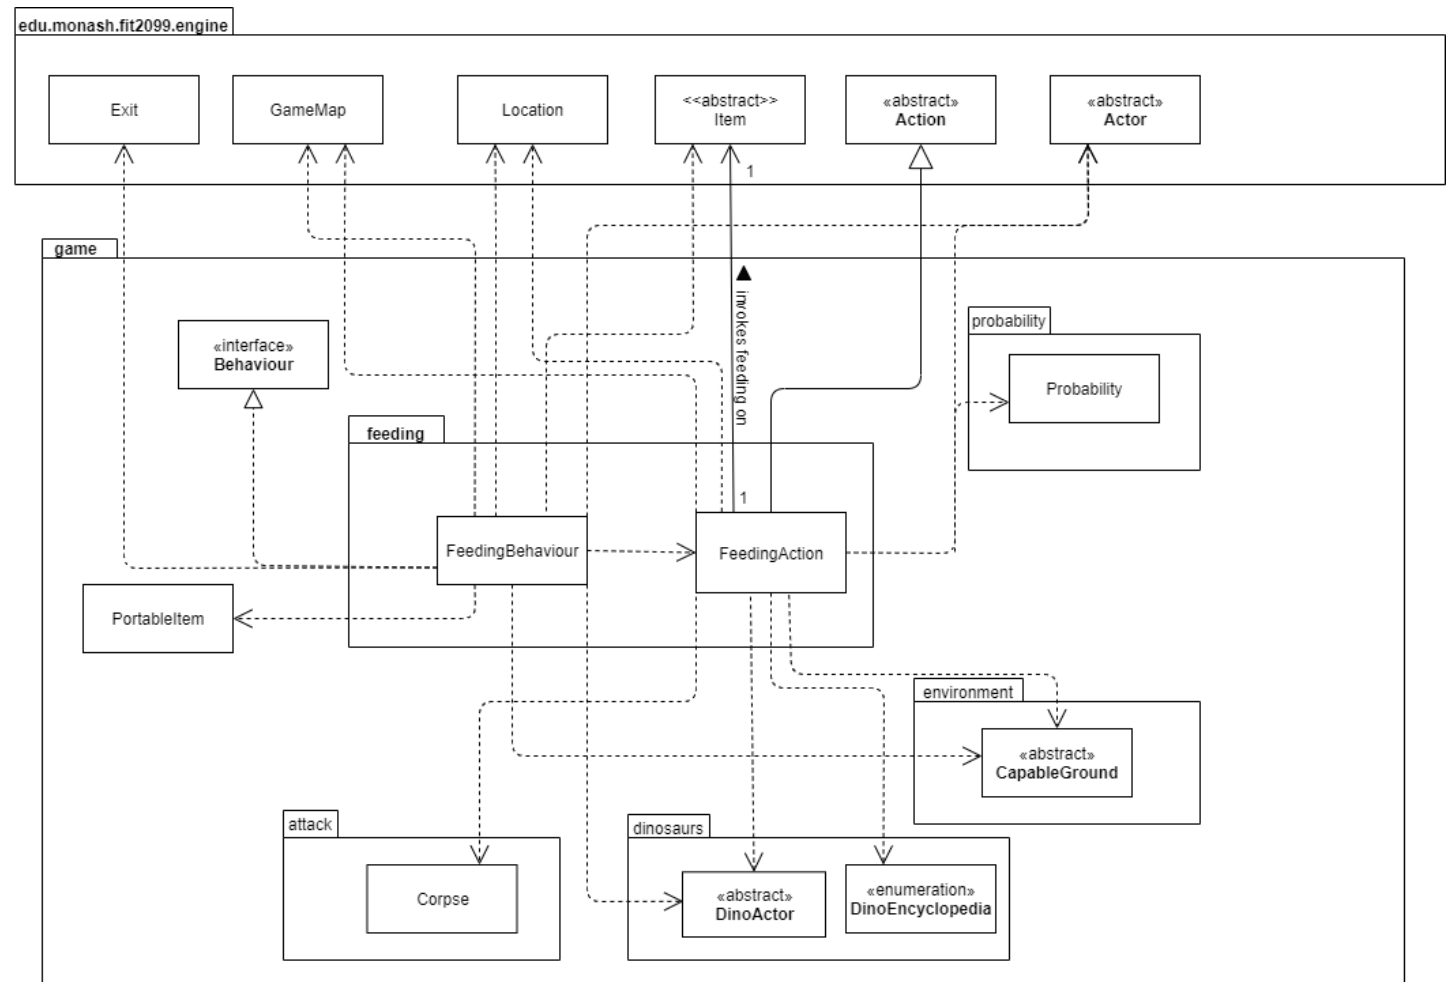 edu.monash.fit2099.engine
Exit
GameMap
Location
<<abstract>>
Item
«abstract»
Action
«abstract»
Actor
1
game
invokes feeding on
«interface»
Behaviour
probability
Probability
feeding
1
FeedingBehaviour
FeedingAction
PortableItem
environment
«abstract»
CapableGround
attack
Corpse
dinosaurs
«abstract»
DinoActor
«enumeration»
DinoEncyclopedia